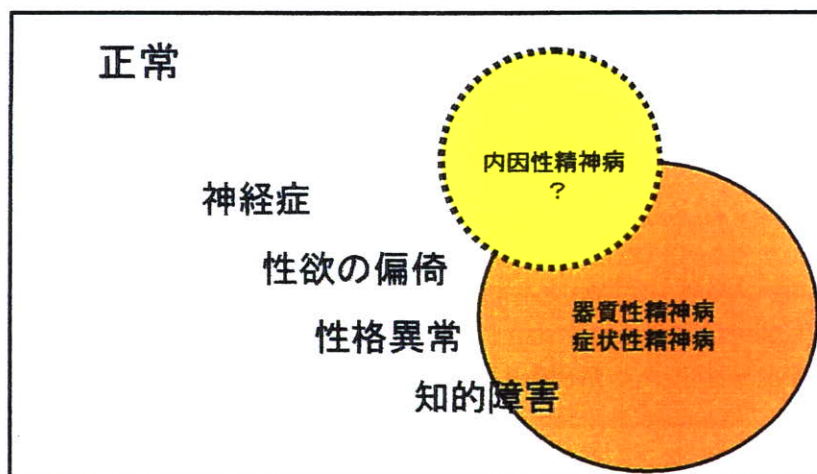 正常
内因性精神病
?
神経症
性欲の偏倚
器質性精神病
症状性精神病
性格異常
知的障害